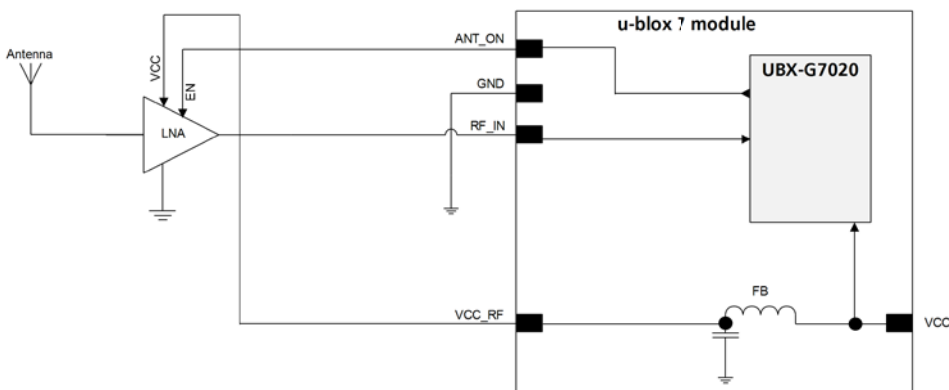 u-blox 7 module
ANT_ON
Antenna
VCC
EN
UBX-G7020
GND
LNA
RF_IN
FB
VCC_RF
VCC